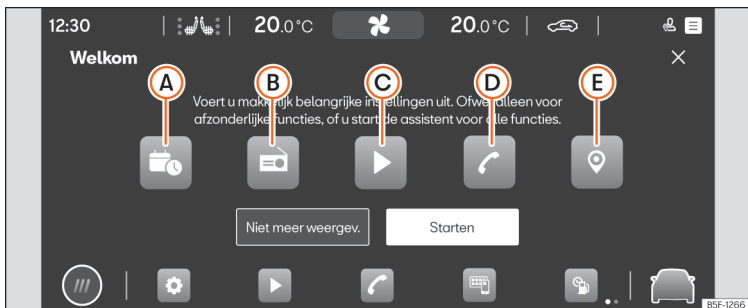 12:30
20.0°C
20.0°C
Welkom
A B C D E
Voert u makkelijk belangrijke instellingen uit. Ofwel alleen voor
afzonderlijke functies, of u start de assistent voor alle functies.
Niet meer weergev.
Starten
B5F-1266